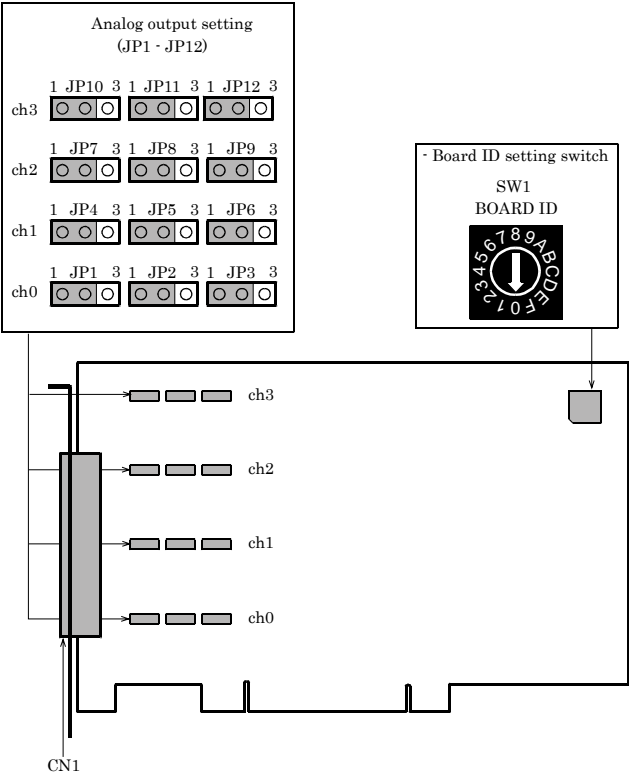 Analog output setting
(JP1 - JP12)
1 JP10 3 1 JP11 3 1 JP12 3
ch3
1 JP7 3 1 JP8 3 1 JP9 3
ch2
1 JP4 3 1 JP5 3 1 JP6 3
ch1
1 JP1 3 1 JP2 3 1 JP3 3
ch0
- Board ID setting switch
SW1
BOARD ID
0123456789ABCDEF
ch3
ch2
ch1
ch0
CN1